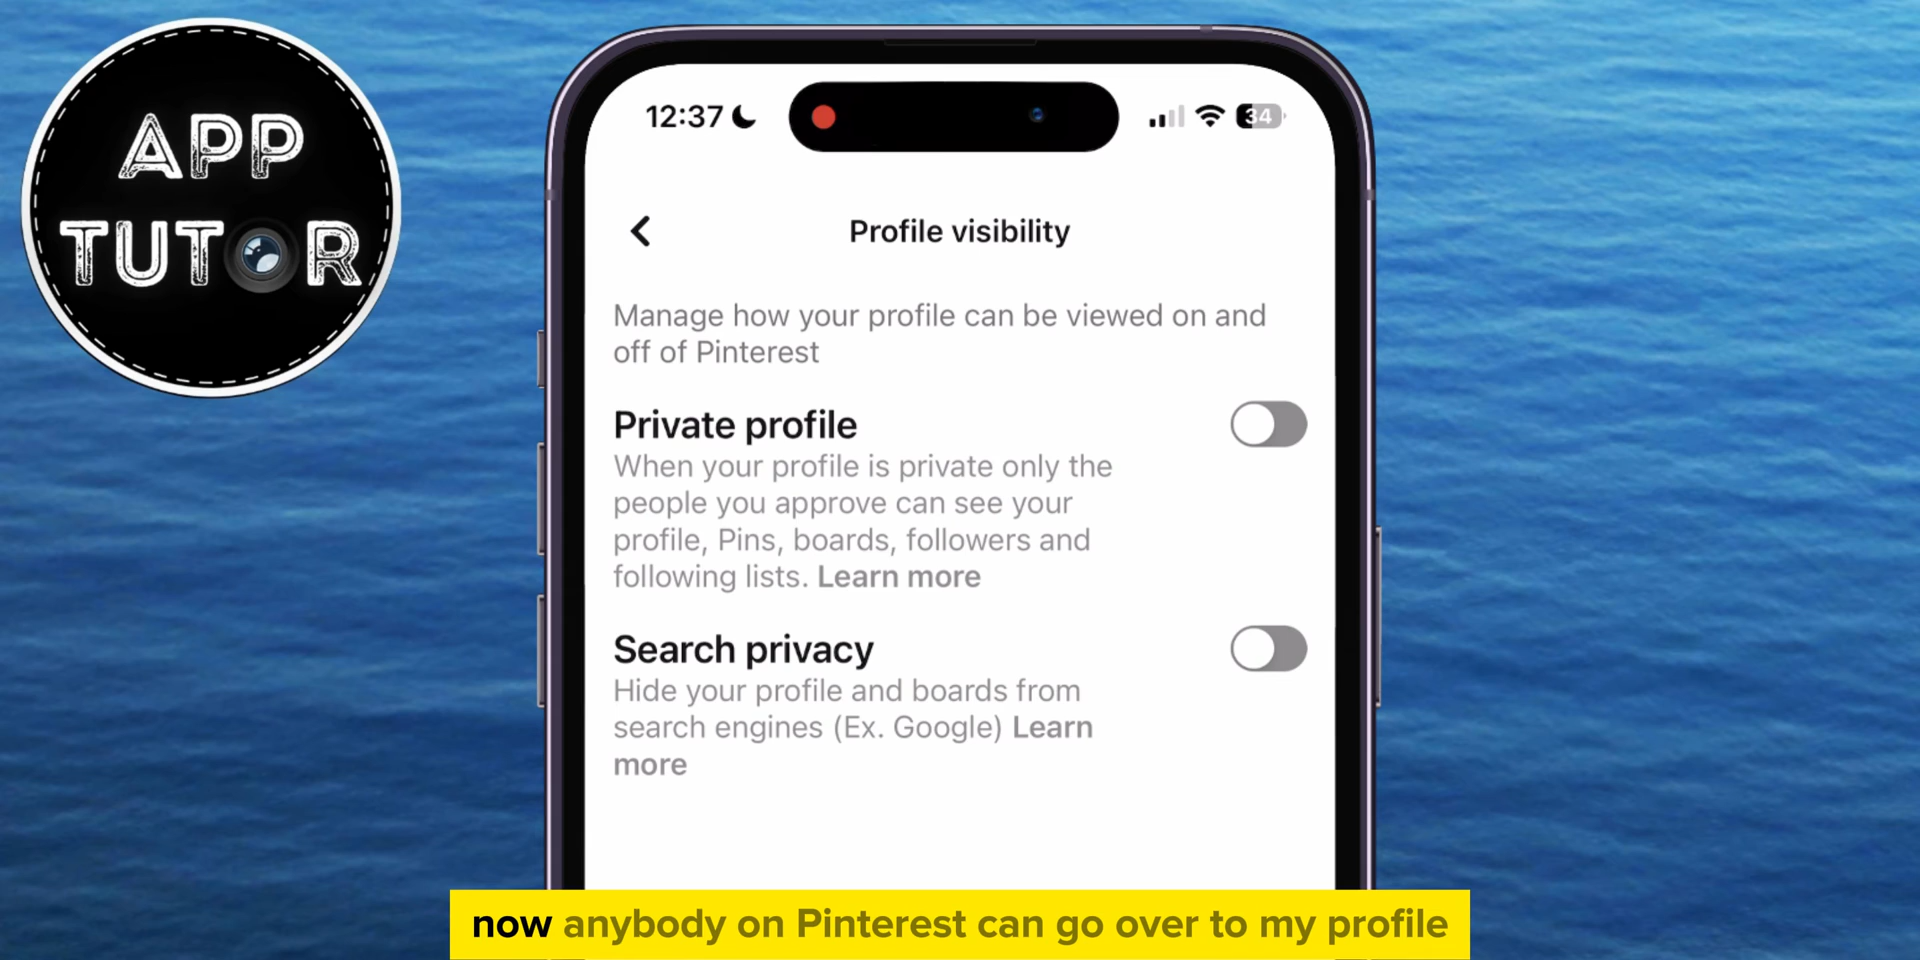 APP
TUTOR
12:37
34
Profile visibility
Manage how your profile can be viewed on and
off of Pinterest
Private profile
When your profile is private only the
people you approve can see your
profile, Pins, boards, followers and
following lists. Learn more
Search privacy
Hide your profile and boards from
search engines (Ex. Google) Learn
more
now anybody on Pinterest can go over to my profile